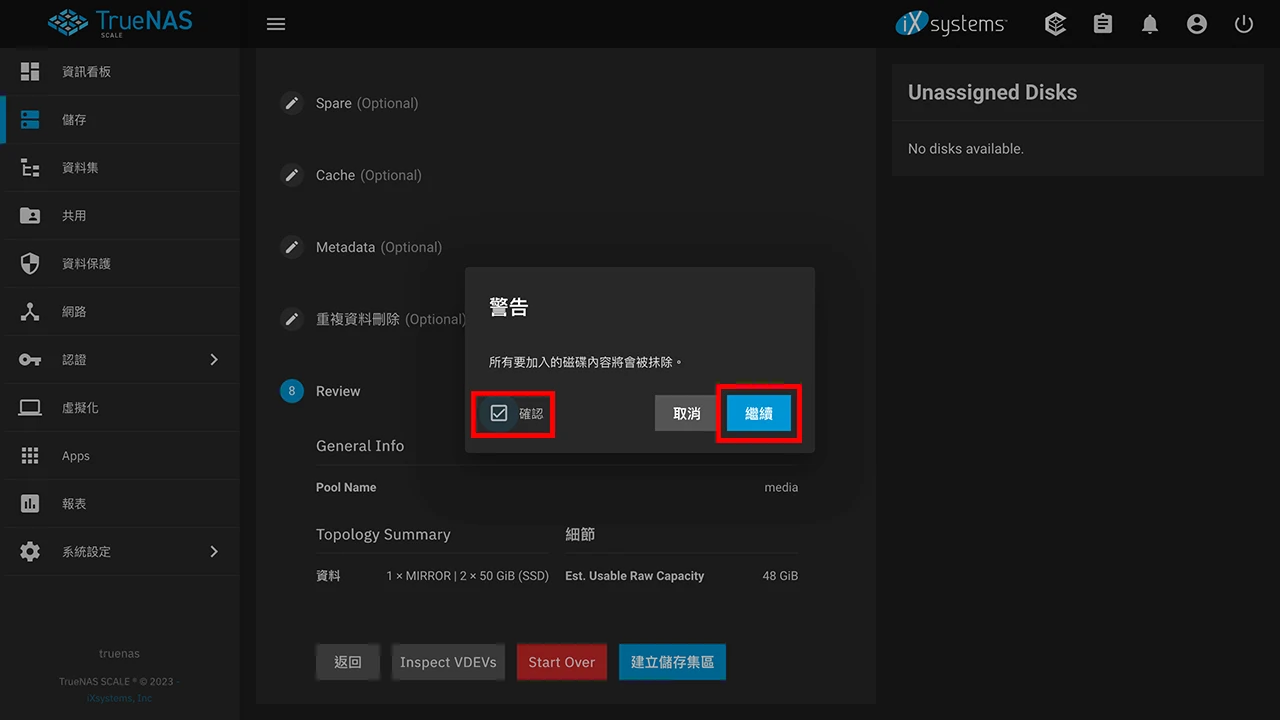 TrueNAS
SCALE
iXsystems
資訊看板
儲存
資料集
共用
資料保護
網路
認證
虛擬化
Apps
報表
系統設定
truenas
TrueNAS SCALE ® © 2023 -
iXsystems, Inc
Spare (Optional)
Cache (Optional)
Metadata (Optional)
重複資料刪除 (Optional)
8 Review
General Info
Pool Name media
Topology Summary 細節
資料 1 × MIRROR | 2 × 50 GiB (SSD) Est. Usable Raw Capacity 48 GiB
返回 Inspect VDEVs Start Over 建立儲存集區
警告
所有要加入的磁碟內容將會被抹除。
確認 取消 繼續
Unassigned Disks
No disks available.